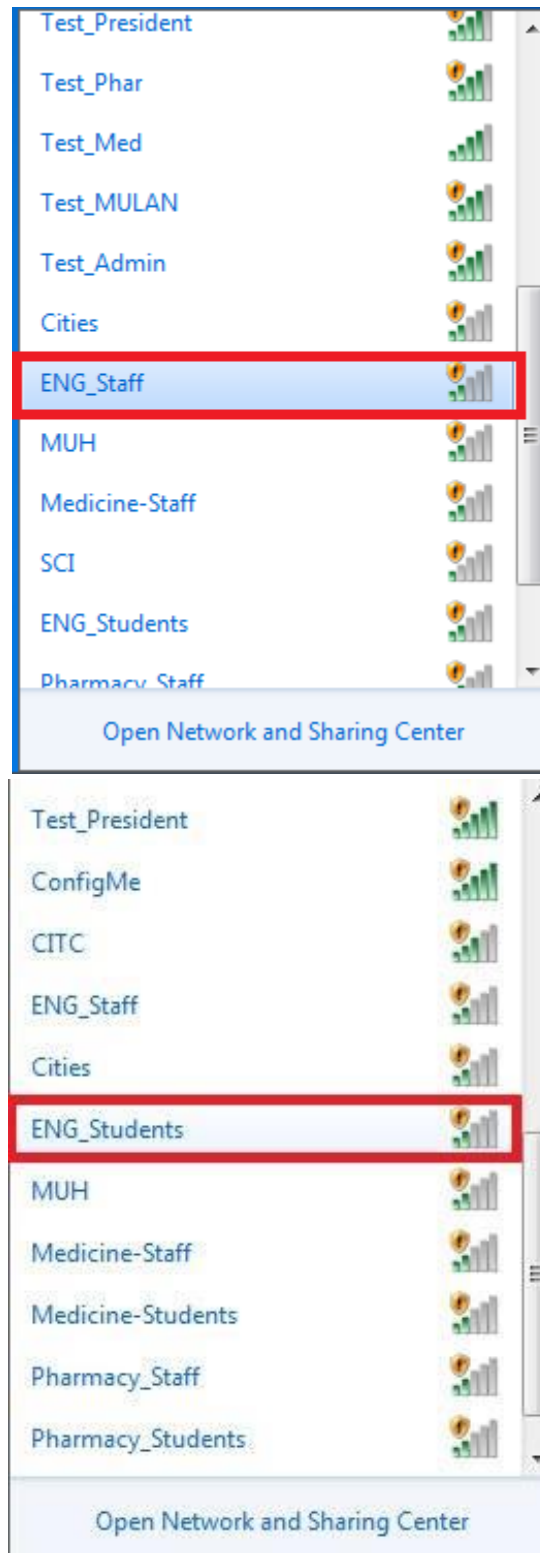 Test_President
Test_Phar
Test_Med
Test_MULAN
Test_Admin
Cities
ENG_Staff
MUH
Medicine-Staff
SCI
ENG_Students
Pharmacy_Staff
Open Network and Sharing Center
Test_President
ConfigMe
CITC
ENG_Staff
Cities
ENG_Students
MUH
Medicine-Staff
Medicine-Students
Pharmacy_Staff
Pharmacy_Students
Open Network and Sharing Center